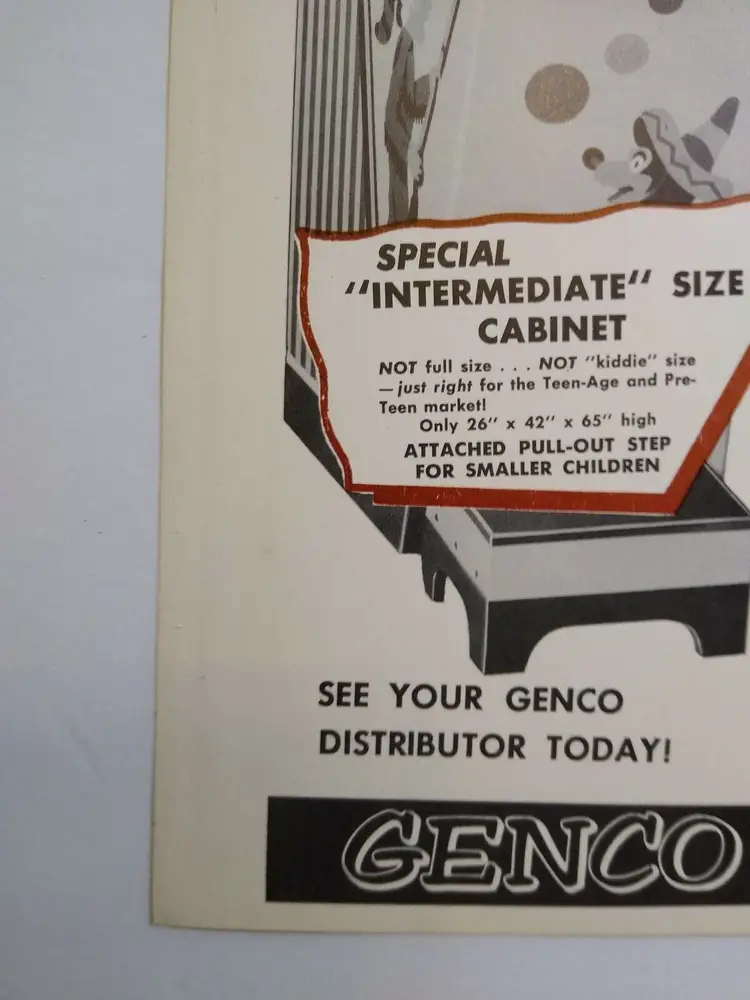 SPECIAL
"INTERMEDIATE" SIZE
CABINET
NOT full size . . . NOT "kiddie" size
—just right for the Teen-Age and Pre-
Teen market!
Only 26" x 42" x 65" high
ATTACHED PULL-OUT STEP
FOR SMALLER CHILDREN
SEE YOUR GENCO
DISTRIBUTOR TODAY!
GENCO